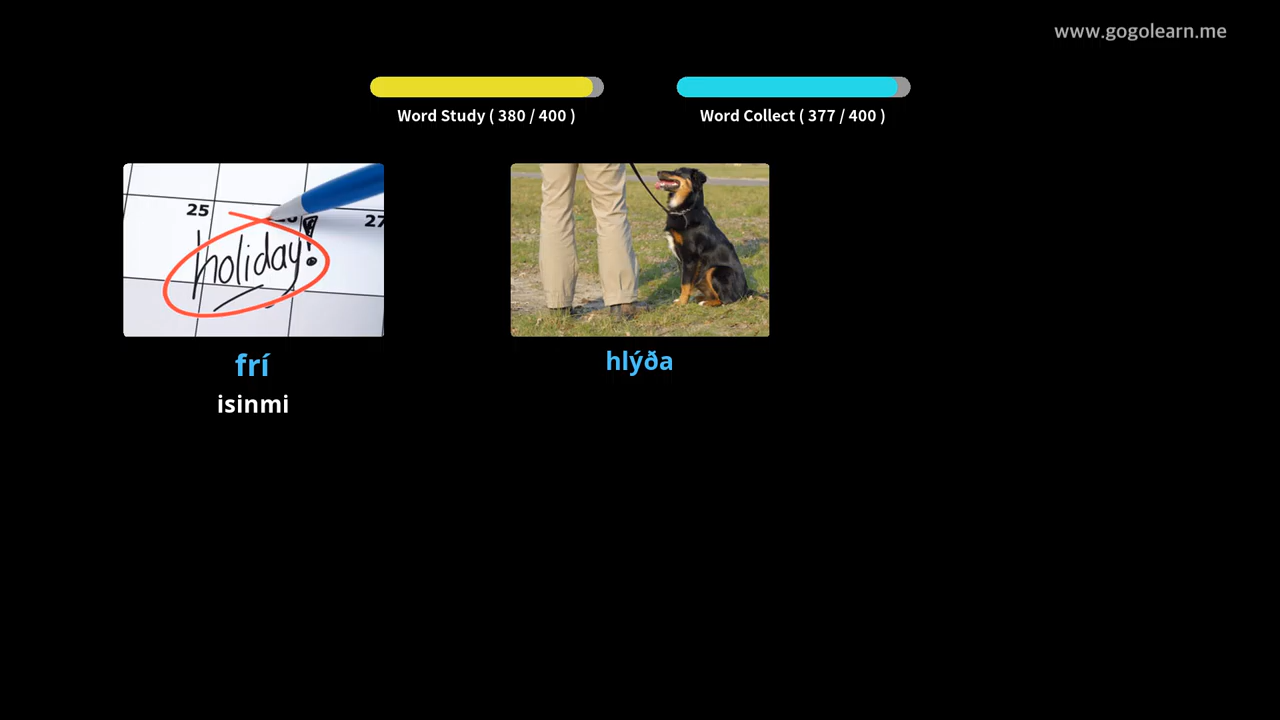 www.gogolearn.me
Word Study ( 380 / 400 )
Word Collect ( 377 / 400 )
25
27
holiday!
frí
isinmi
hlýða